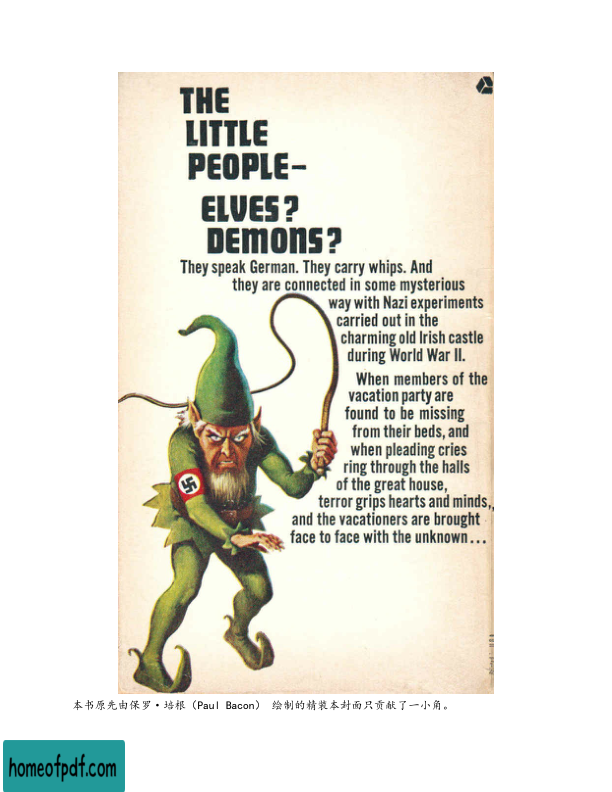 THE
LITTLE
PEOPLE–
ELVES?
DEMONS?
They speak German. They carry whips. And
they are connected in some mysterious
way with Nazi experiments
carried out in the
charming old Irish castle
during World War II.
When members of the
vacation party are
found to be missing
from their beds, and
when pleading cries
ring through the halls
of the great house,
terror grips hearts and minds,
and the vacationers are brought
face to face with the unknown...
本书原先由保罗·培根（Paul Bacon） 绘制的精装本封面只贡献了一小角。
homeofpdf.com